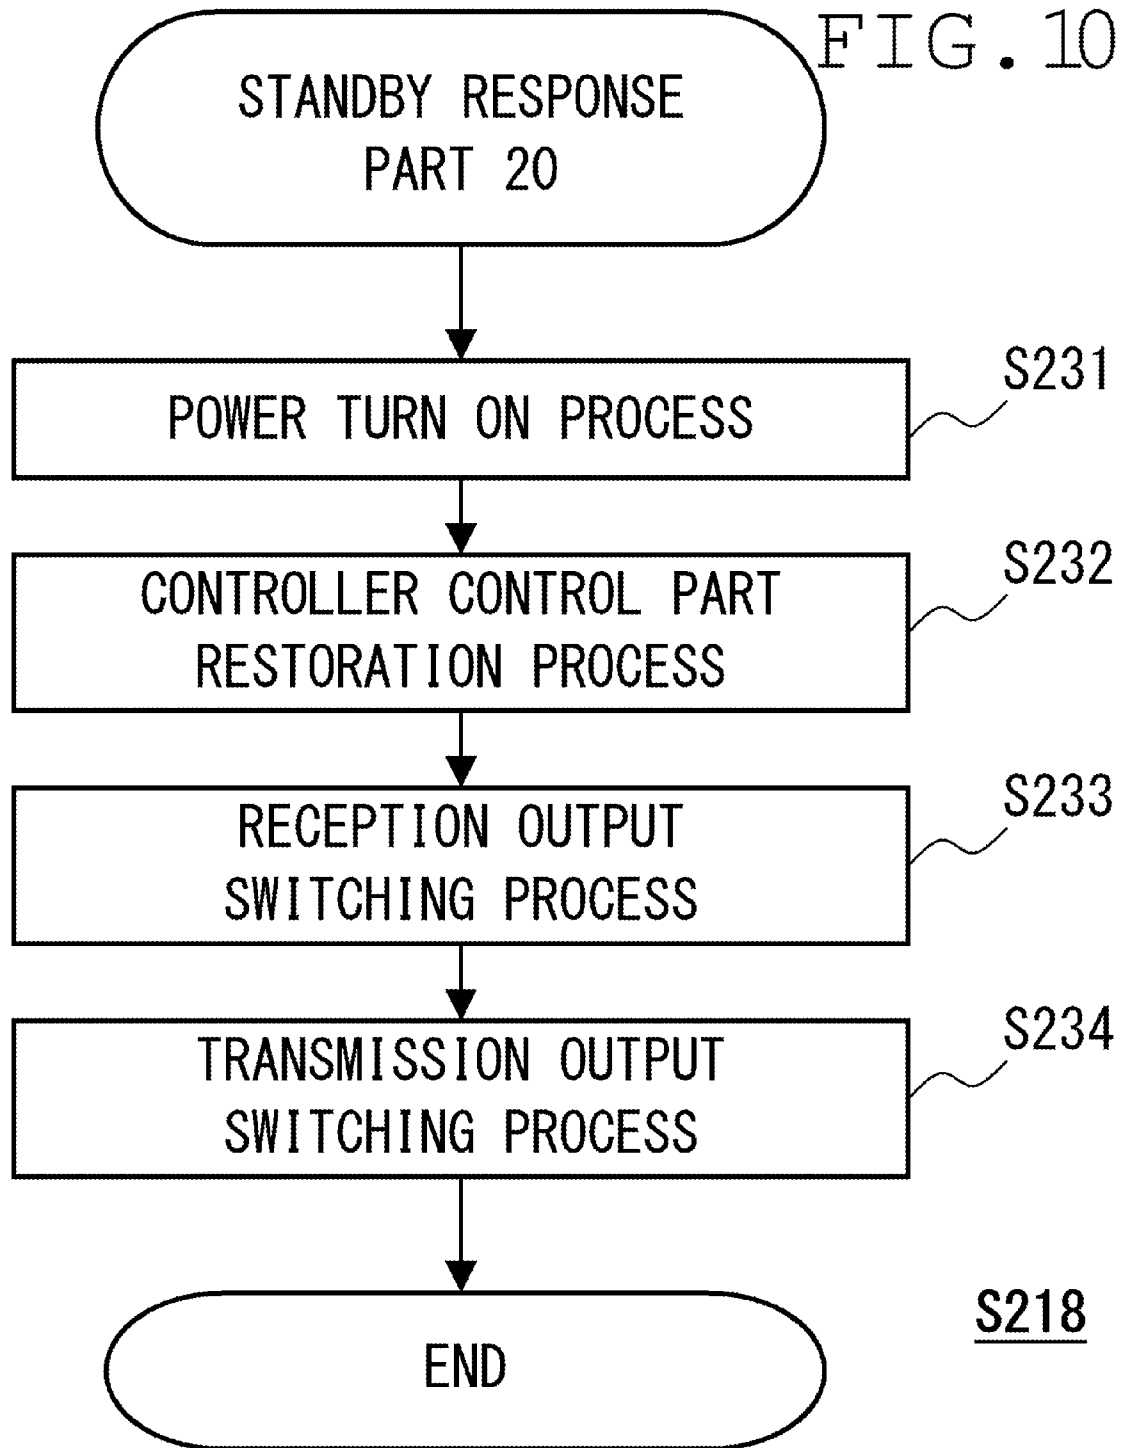 FIG. 10
STANDBY RESPONSE
PART 20
POWER TURN ON PROCESS
S231
CONTROLLER CONTROL PART
RESTORATION PROCESS
S232
RECEPTION OUTPUT
SWITCHING PROCESS
S233
TRANSMISSION OUTPUT
SWITCHING PROCESS
S234
END
S218